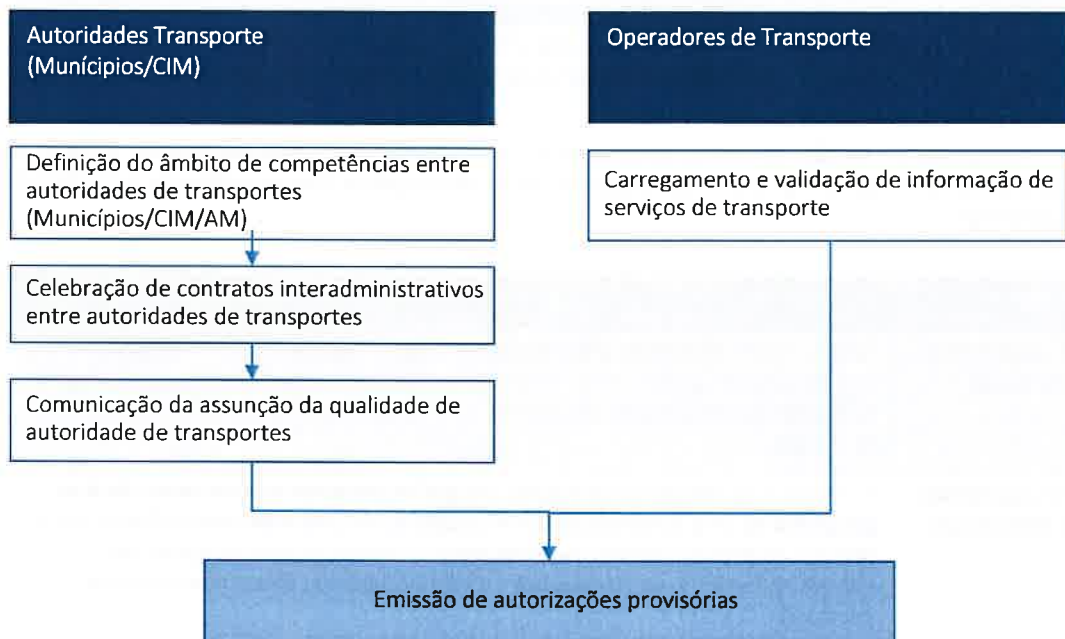 Autoridades Transporte
(Munícipios/CIM)
Operadores de Transporte
Definição do âmbito de competências entre
autoridades de transportes
(Municípios/CIM/AM)
Carregamento e validação de informação de
serviços de transporte
Celebração de contratos interadministrativos
entre autoridades de transportes
Comunicação da assunção da qualidade de
autoridade de transportes
Emissão de autorizações provisórias